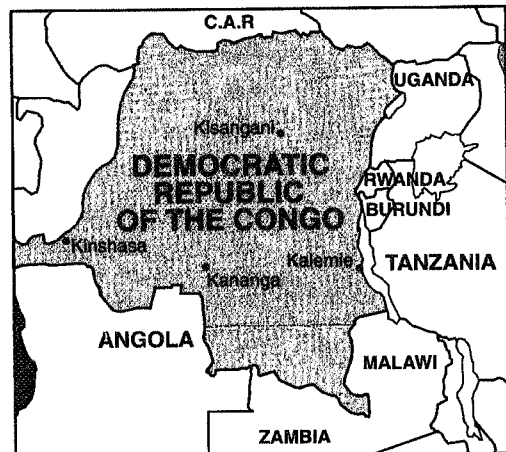 C.A.R
UGANDA
Kisangani
DEMOCRATIC
REPUBLIC
OF THE CONGO
RWANDA
BURUNDI
Kinshasa
Kananga
Kalemie
TANZANIA
ANGOLA
MALAWI
ZAMBIA